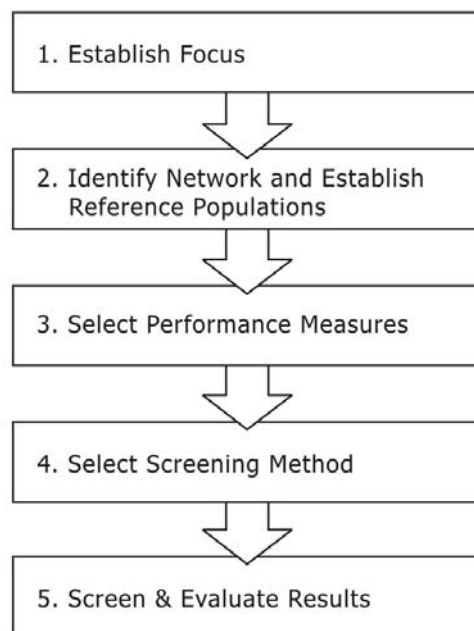 1. Establish Focus
2. Identify Network and Establish
Reference Populations
3. Select Performance Measures
4. Select Screening Method
5. Screen & Evaluate Results